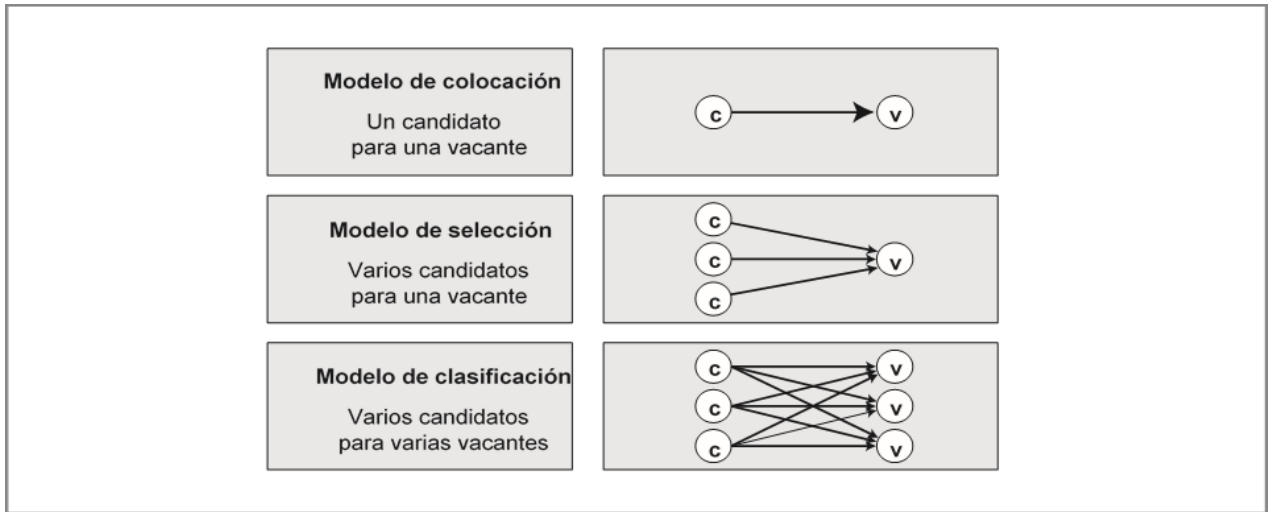 Modelo de colocación
Un candidato
para una vacante
c
v
Modelo de selección
Varios candidatos
para una vacante
c
c
c
v
Modelo de clasificación
Varios candidatos
para varias vacantes
c
v
c
v
c
v